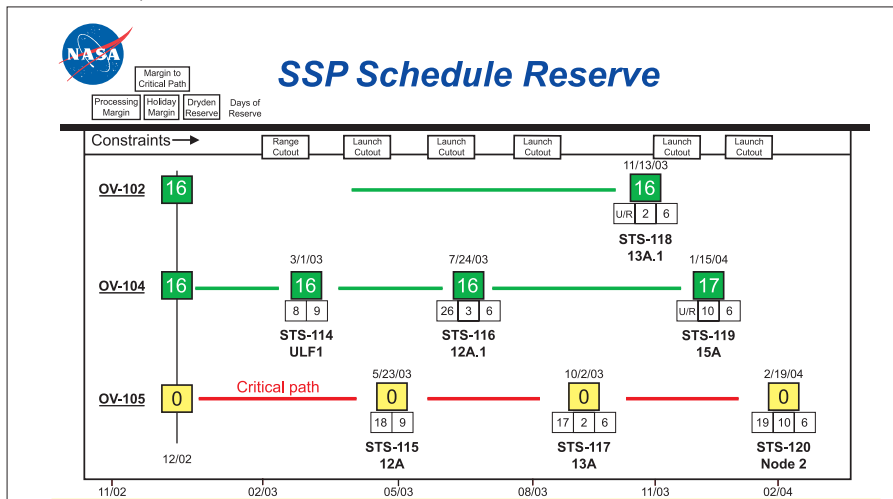 NASA
SSP Schedule Reserve
Margin to
Critical Path
Processing
Margin
Holiday
Margin
Dryden
Reserve
Days of
Reserve
Constraints
Range
Cutout
Launch
Cutout
Launch
Cutout
Launch
Cutout
Launch
Cutout
Launch
Cutout
OV-102
16
11/13/03
16
U/R 2 6
STS-118
13A.1
OV-104
16
3/1/03
16
8 9
STS-114
ULF1
7/24/03
16
26 3 6
STS-116
12A.1
1/15/04
17
U/R 10 6
STS-119
15A
OV-105
0
Critical path
5/23/03
0
18 9
STS-115
12A
10/2/03
0
17 2 6
STS-117
13A
2/19/04
0
19 10 6
STS-120
Node 2
12/02
11/02 02/03 05/03 08/03 11/03 02/04